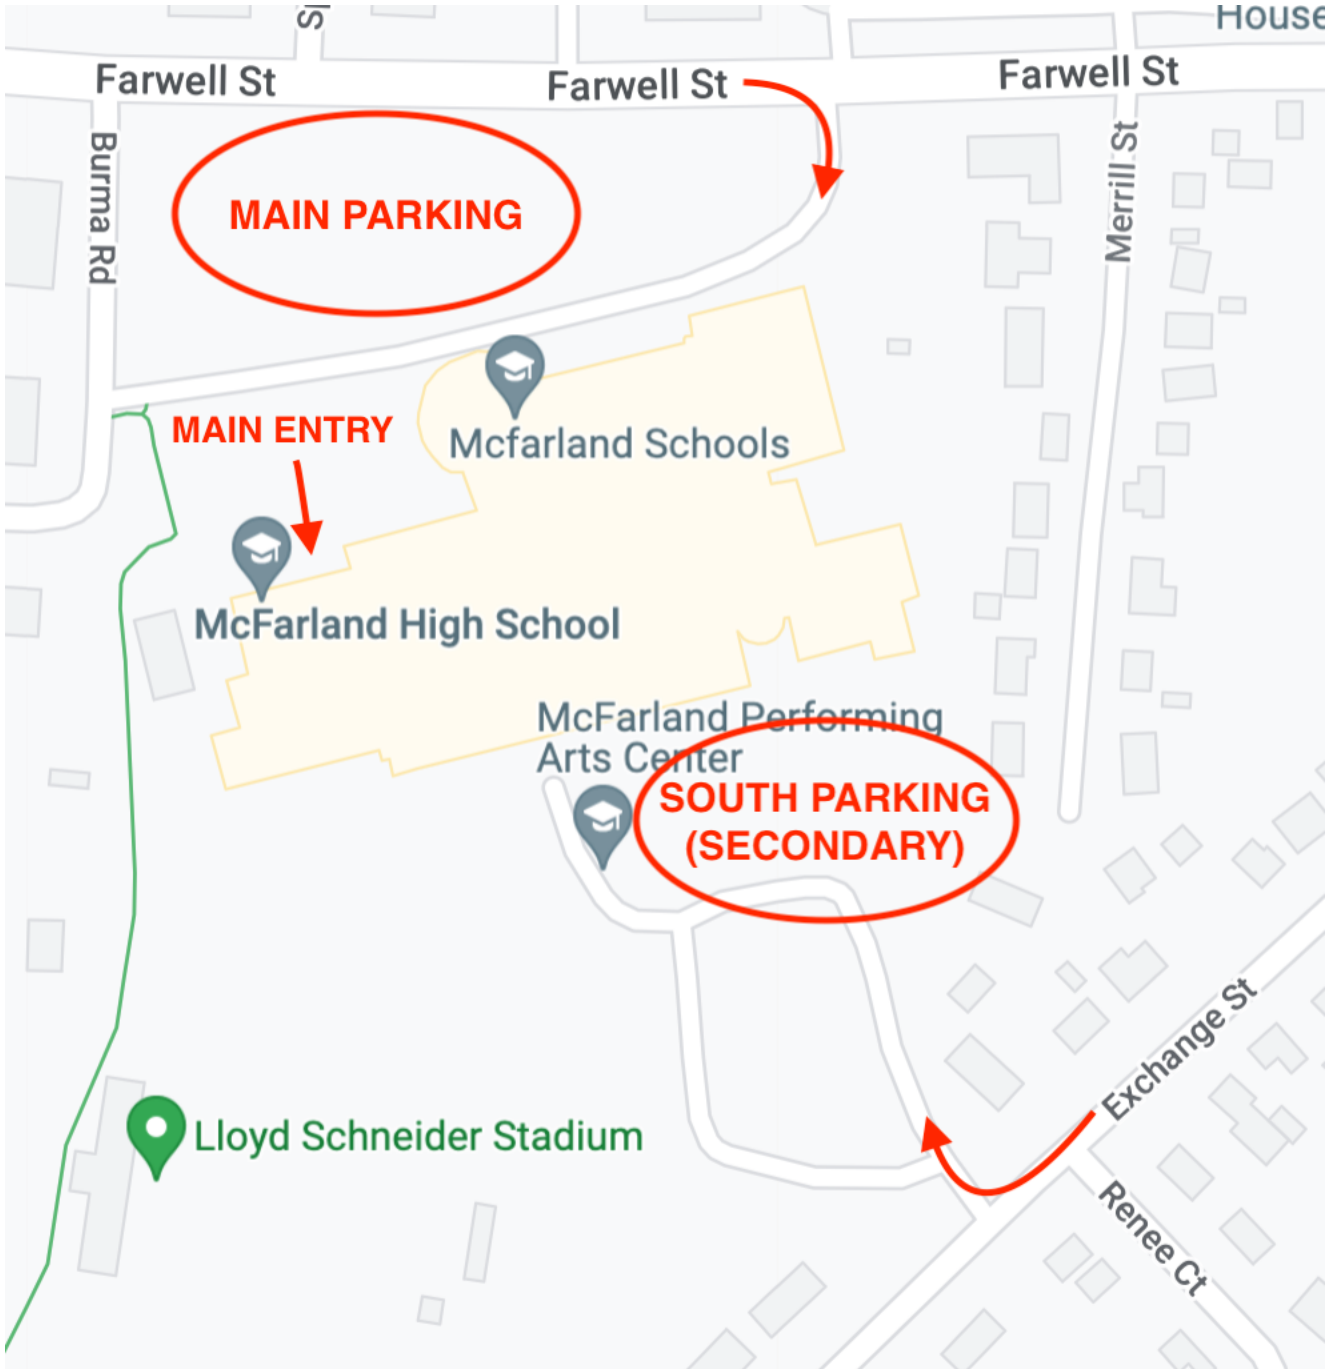 House
Farwell St
Farwell St
Farwell St
Burma Rd
Merrill St
MAIN PARKING
MAIN ENTRY
Mcfarland Schools
McFarland High School
McFarland Performing
Arts Center
SOUTH PARKING
(SECONDARY)
Exchange St
Lloyd Schneider Stadium
Renee Ct